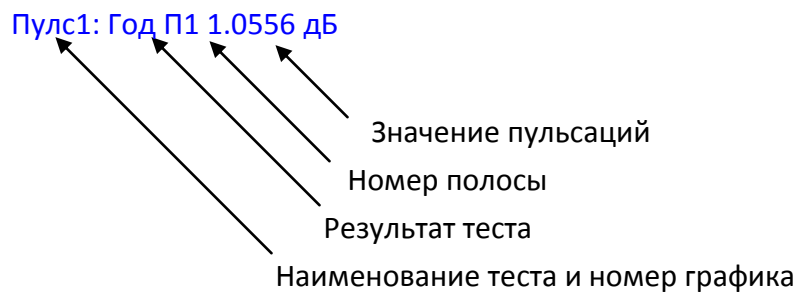 Пулс1: Год П1 1.0556 дБ
Значение пульсаций
Номер полосы
Результат теста
Наименование теста и номер графика